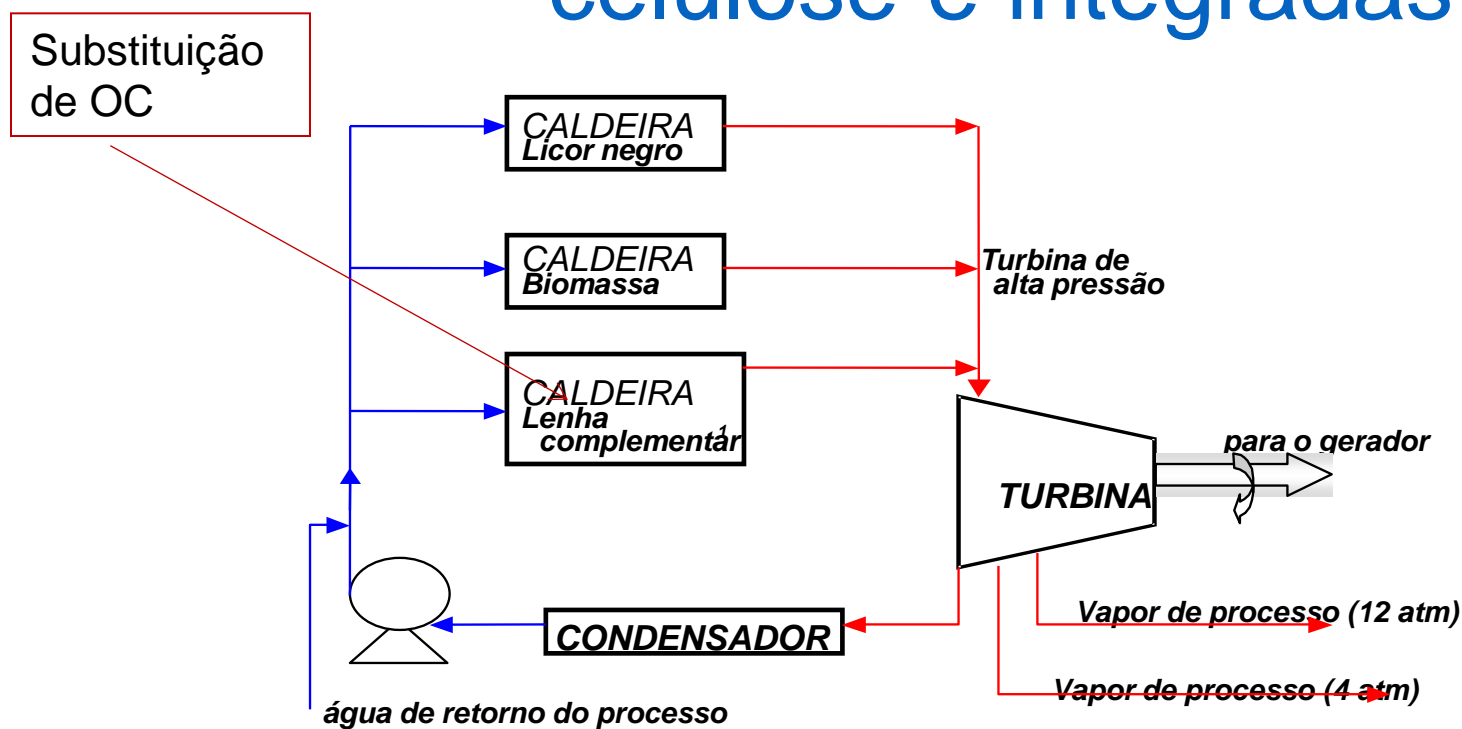 celulose e integradas
Substituição
de OC
CALDEIRA
Licor negro
CALDEIRA
Biomassa
Turbina de
alta pressão
CALDEIRA
Lenha
complementar 1
para o gerador
TURBINA
Vapor de processo (12 atm)
CONDENSADOR
Vapor de processo (4 atm)
água de retorno do processo